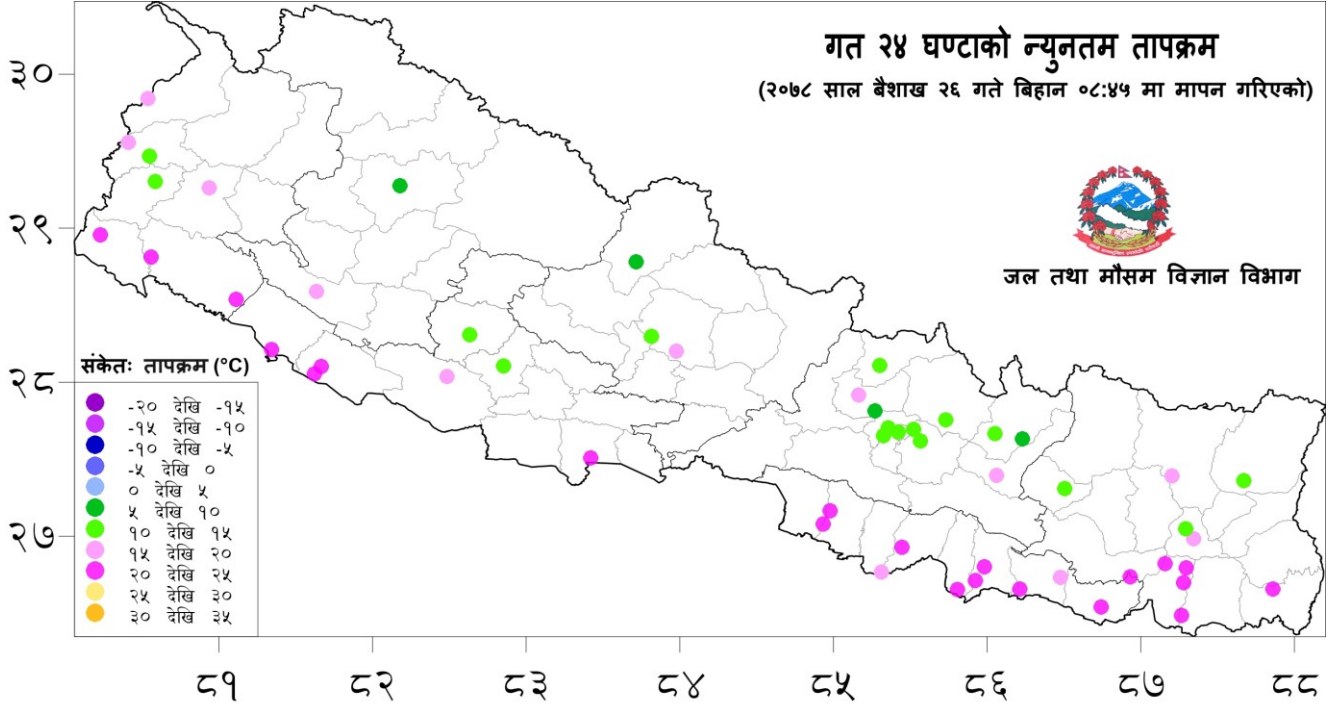 गत २४ घण्टाको न्युनतम तापक्रम
(२०७८ साल बैशाख २६ गते बिहान ०८:४५ मा मापन गरिएको)
जल तथा मौसम विज्ञान विभाग
३०
२९
२८
२७
संकेतः तापक्रम (°C)
-२० देखि -१५
-१५ देखि -१०
-१० देखि -५
-५ देखि ०
० देखि ५
५ देखि १०
१० देखि १५
१५ देखि २०
२० देखि २५
२५ देखि ३०
३० देखि ३५
८१ ८२ ८३ ८४ ८५ ८६ ८७ ८८